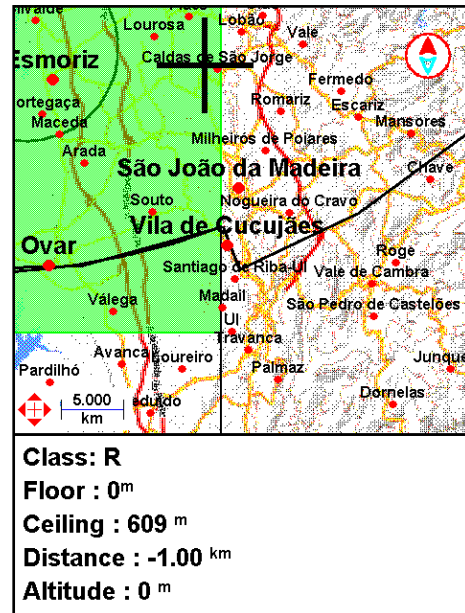 Lourosa
Lobão
Vale
Caldas de São Jorge
Esmoriz
Fermedo
Romariz
Escariz
Maceda
Mansores
Arada
Milheirós de Poiares
São João da Madeira
Chave
Souto
Nogueira do Cravo
Vila de Cucujães
Ovar
Roge
Santiago de Riba-Ul
Vale de Cambra
Válega
Madail
São Pedro de Castelões
Ul
Travanca
Avanca
oureiro
Pardilhó
Palmaz
Junque
Dornelas
5.000
km
Class: R
Floor : 0 m
Ceiling : 609 m
Distance : -1.00 km
Altitude : 0 m